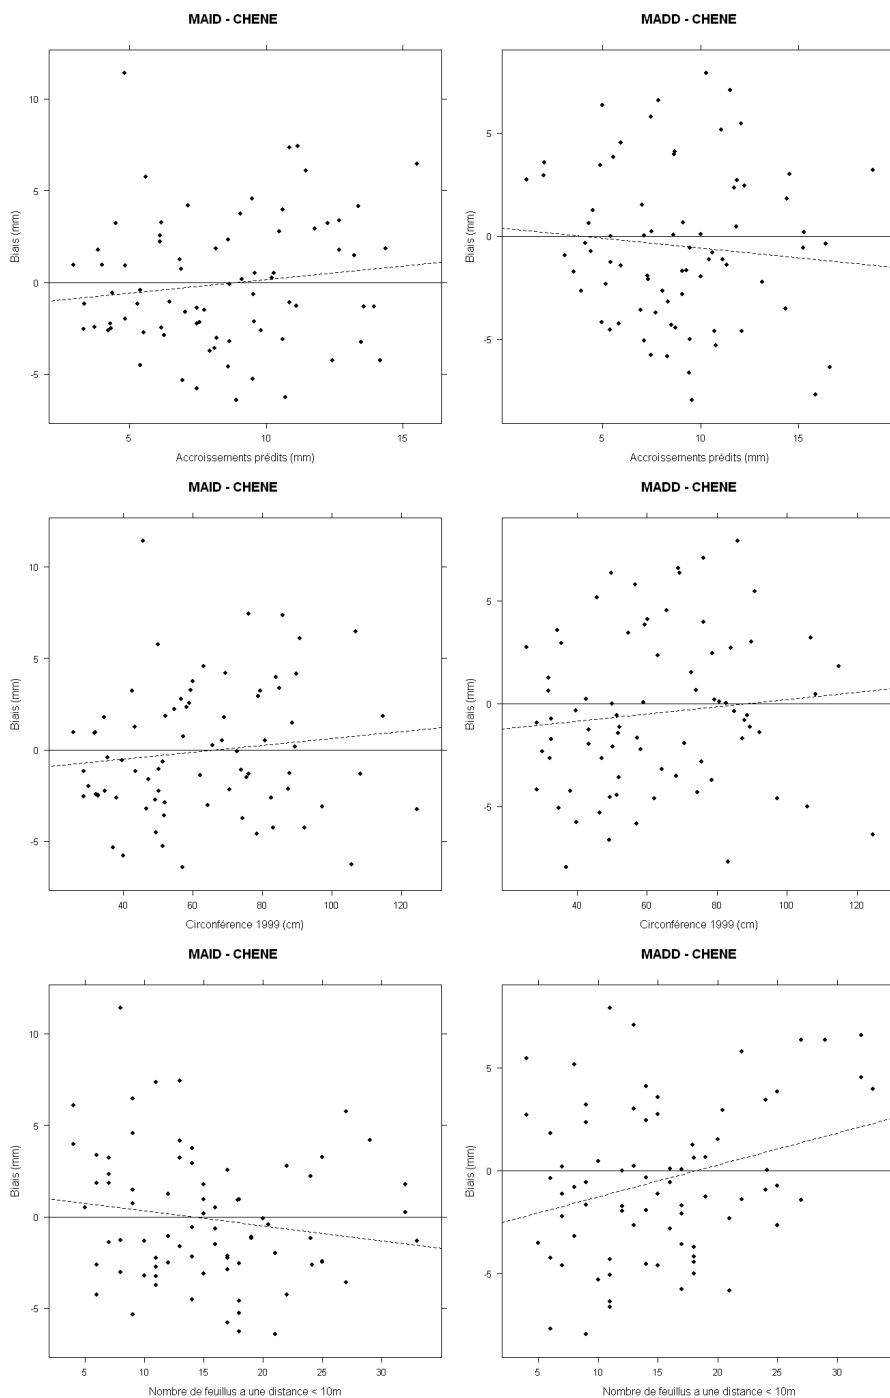 MAID - CHENE
MADD - CHENE
10
5
0
-5
Biais (mm)
5
10
15
Accroissements prédits (mm)
5
0
-5
Biais (mm)
5
10
15
Accroissements prédits (mm)
MAID - CHENE
MADD - CHENE
10
5
0
-5
Biais (mm)
40
60
80
100
120
Circonférence 1999 (cm)
5
0
-5
Biais (mm)
40
60
80
100
120
Circonférence 1999 (cm)
MAID - CHENE
MADD - CHENE
10
5
0
-5
Biais (mm)
5
10
15
20
25
30
Nombre de feuillus a une distance < 10m
5
0
-5
Biais (mm)
5
10
15
20
25
30
Nombre de feuillus a une distance < 10m